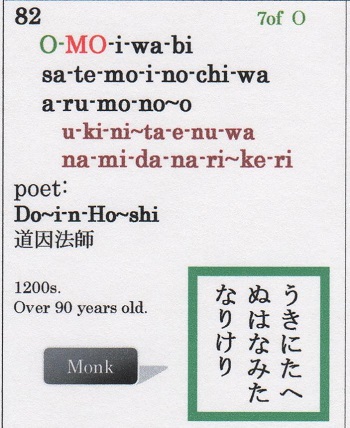 82
7of O
O-MO-i-wa-bi
sa-te-mo-i-no-chi-wa
a-ru-mo-no~o
u-ki-ni~ta-e-nu-wa
na-mi-da-na-ri~ke-ri
poet:
Do~i-n-Ho~shi
道因法師
1200s.
Over 90 years old.
Monk
うきにたへ
ぬはなみた
なりけり